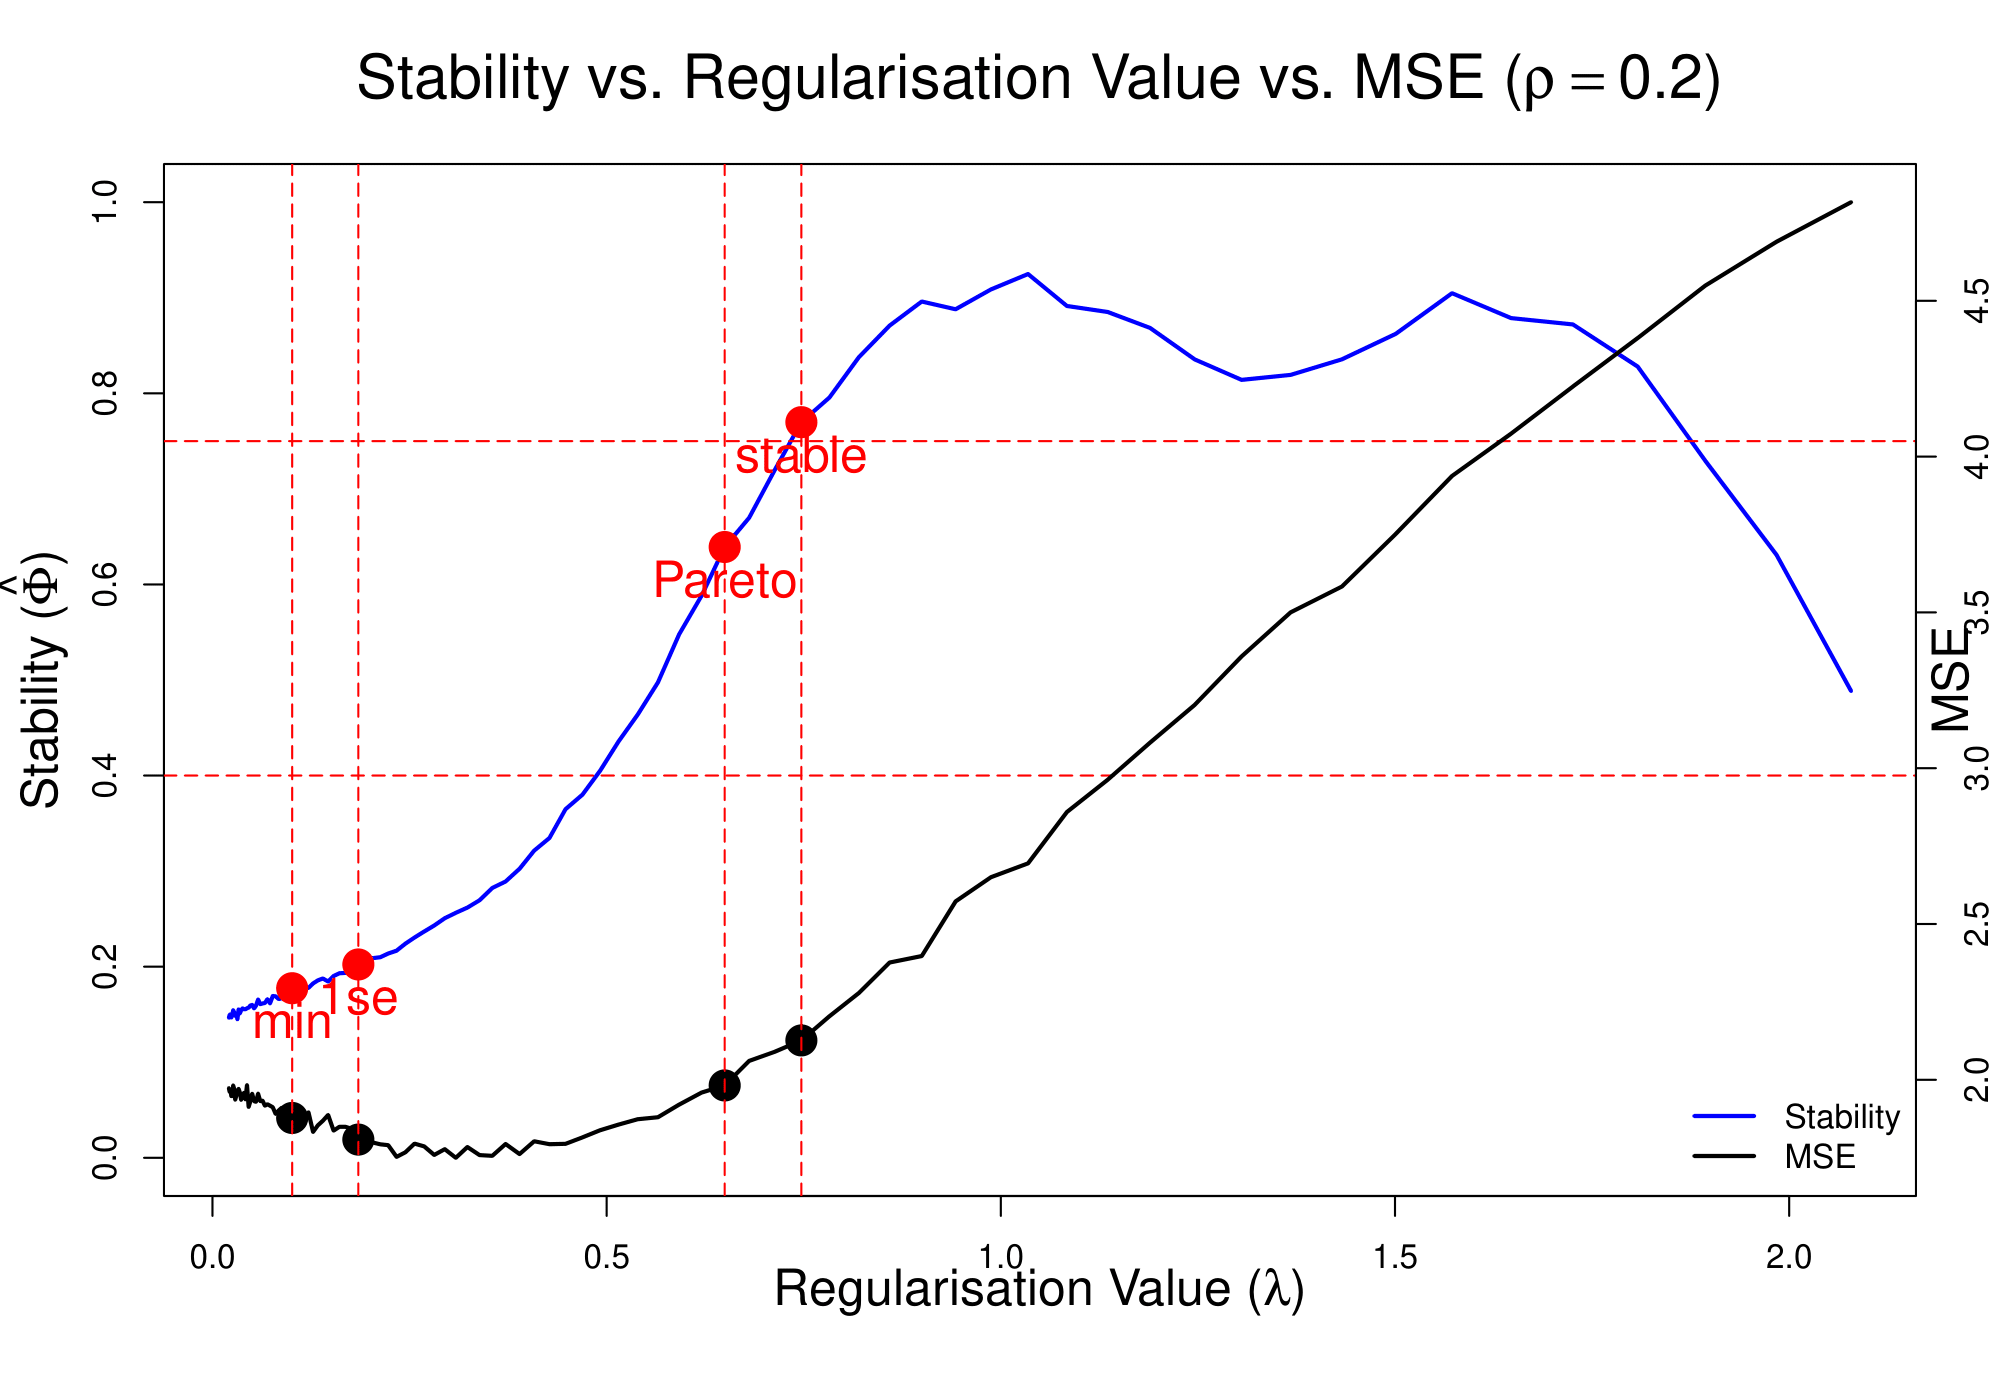 Stability vs. Regularisation Value vs. MSE (ρ = 0.2)
1.0
0.8
0.6
0.4
0.2
0.0
Stability (Φ̂)
stable
Pareto
1se
min
4.5
4.0
3.5
3.0
2.5
2.0
MSE
Stability
MSE
0.0 0.5 1.0 1.5 2.0
Regularisation Value (λ)